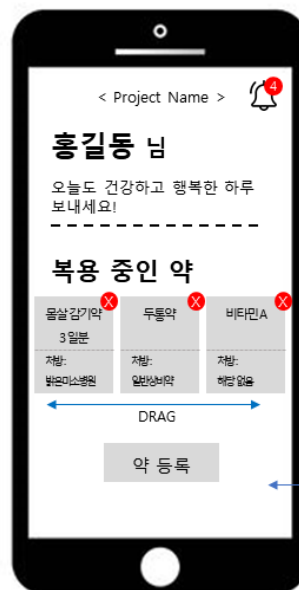 4
< Project Name >
홍길동 님
오늘도 건강하고 행복한 하루
보내세요!
복용 중인 약
X X X
몸살감기약 두통약 비타민A
3일분
처방: 처방: 처방:
밝은미소병원 일반상비약 해당 없음
DRAG
약 등록